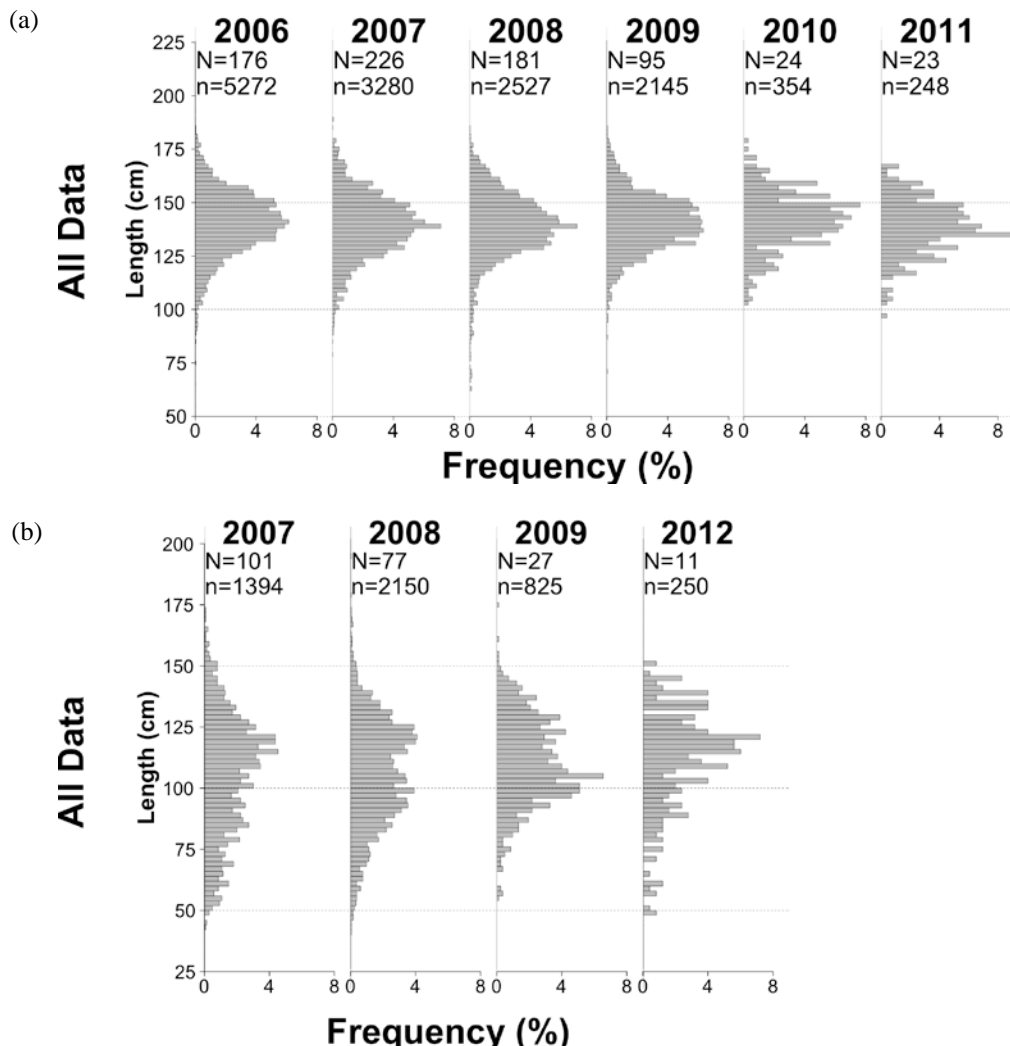 (a)
2006 2007 2008 2009 2010 2011
N=176 N=226 N=181 N=95 N=24 N=23
n=5272 n=3280 n=2527 n=2145 n=354 n=248
All Data
Length (cm)
225
200
175
150
125
100
75
50
0 4 8 0 4 8 0 4 8 0 4 8 0 4 8 0 4 8
Frequency (%)
(b)
2007 2008 2009 2012
N=101 N=77 N=27 N=11
n=1394 n=2150 n=825 n=250
All Data
Length (cm)
200
175
150
125
100
75
50
25
0 4 8 0 4 8 0 4 8 0 4 8
Frequency (%)